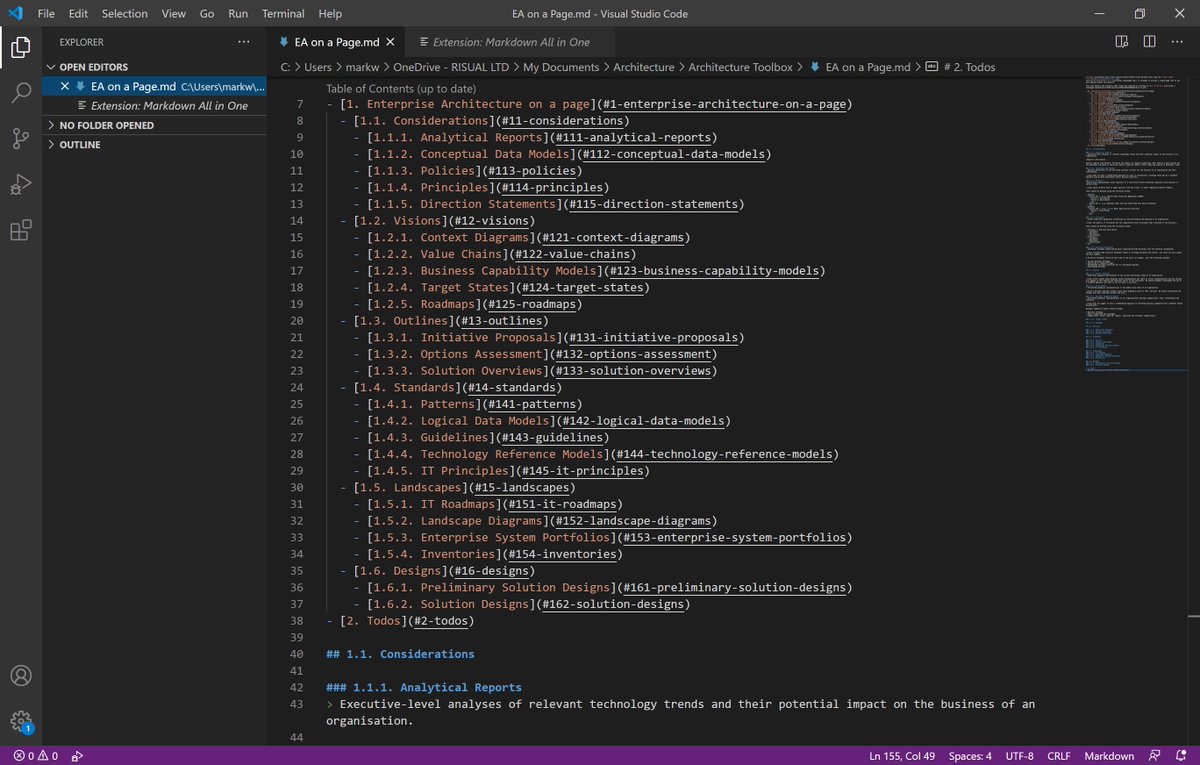 File Edit Selection View Go Run Terminal Help
EA on a Page.md - Visual Studio Code
EXPLORER
EA on a Page.md
Extension: Markdown All in One
OPEN EDITORS
C: > Users > markw > OneDrive - > My Documents > Architecture > Architecture Toolbox > EA on a Page.md > # 2. Todos
EA on a Page.md C:\Users\markw\...
Extension: Markdown All in One
NO FOLDER OPENED
OUTLINE
Table of Contents
7 - [1. Enterprise Architecture on a page](#1-enterprise-architecture-on-a-page)
8 - [1.1. Considerations](#11-considerations)
9 - [1.1.1. Analytical Reports](#111-analytical-reports)
10 - [1.1.2. Conceptual Data Models](#112-conceptual-data-models)
11 - [1.1.3. Policies](#113-policies)
12 - [1.1.4. Principles](#114-principles)
13 - [1.1.5. Direction Statements](#115-direction-statements)
14 - [1.2. Visions](#12-visions)
15 - [1.2.1. Context Diagrams](#121-context-diagrams)
16 - [1.2.2. Value Chains](#122-value-chains)
17 - [1.2.3. Business Capability Models](#123-business-capability-models)
18 - [1.2.4. Target States](#124-target-states)
19 - [1.2.5. Roadmaps](#125-roadmaps)
20 - [1.3. Outlines](#13-outlines)
21 - [1.3.1. Initiative Proposals](#131-initiative-proposals)
22 - [1.3.2. Options Assessment](#132-options-assessment)
23 - [1.3.3. Solution Overviews](#133-solution-overviews)
24 - [1.4. Standards](#14-standards)
25 - [1.4.1. Patterns](#141-patterns)
26 - [1.4.2. Logical Data Models](#142-logical-data-models)
27 - [1.4.3. Guidelines](#143-guidelines)
28 - [1.4.4. Technology Reference Models](#144-technology-reference-models)
29 - [1.4.5. IT Principles](#145-it-principles)
30 - [1.5. Landscapes](#15-landscapes)
31 - [1.5.1. IT Roadmaps](#151-it-roadmaps)
32 - [1.5.2. Landscape Diagrams](#152-landscape-diagrams)
33 - [1.5.3. Enterprise System Portfolios](#153-enterprise-system-portfolios)
34 - [1.5.4. Inventories](#154-inventories)
35 - [1.6. Designs](#16-designs)
36 - [1.6.1. Preliminary Solution Designs](#161-preliminary-solution-designs)
37 - [1.6.2. Solution Designs](#162-solution-designs)
38 - [2. Todos](#2-todos)
39
40 ## 1.1. Considerations
41
42 ### 1.1.1. Analytical Reports
43 > Executive-level analyses of relevant technology trends and their potential impact on the business of an
organisation.
44
1
0 0
Ln 155, Col 49 Spaces: 4 UTF-8 CRLF Markdown